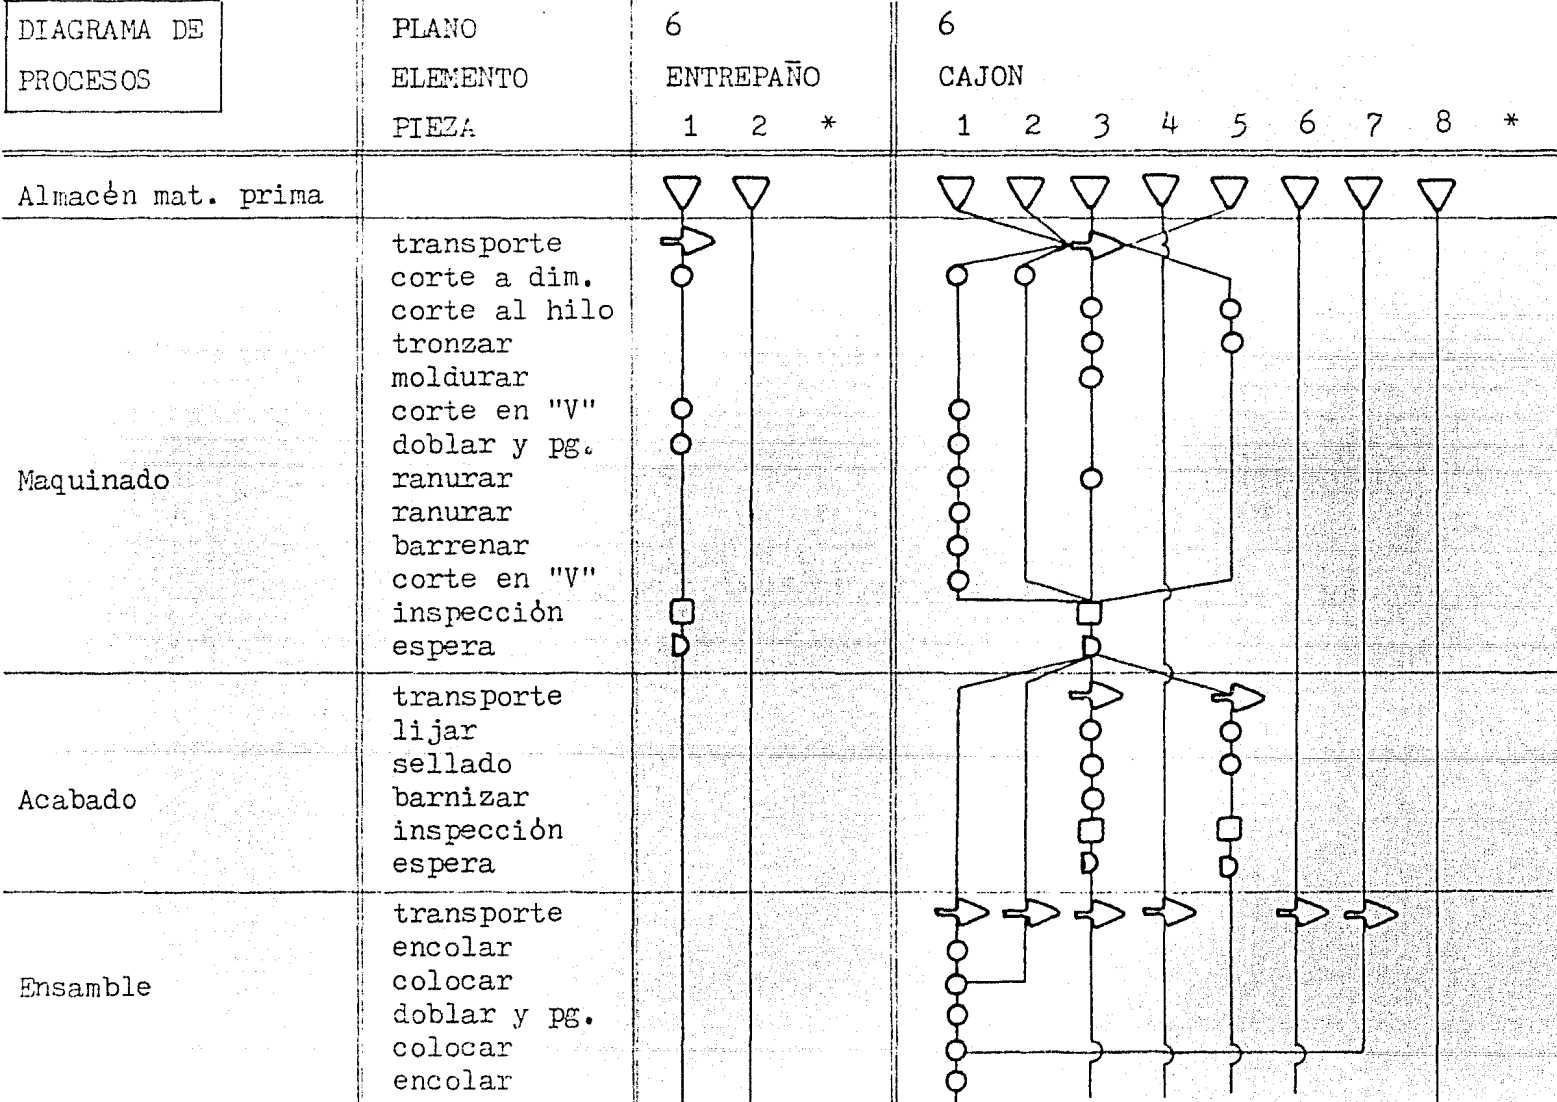 DIAGRAMA DE
PROCESOS
PLANO 6 6
ELEMENTO ENTREPAÑO CAJON
PIEZA 1 2 * 1 2 3 4 5 6 7 8 *
Almacén mat. prima
transporte
corte a dim.
corte al hilo
tronzar
moldurar
corte en "V"
doblar y pg.
Maquinado ranurar
ranurar
barrenar
corte en "V"
inspección
espera
transporte
lijar
sellado
Acabado barnizar
inspección
espera
transporte
encolar
Ensamble colocar
doblar y pg.
colocar
encolar